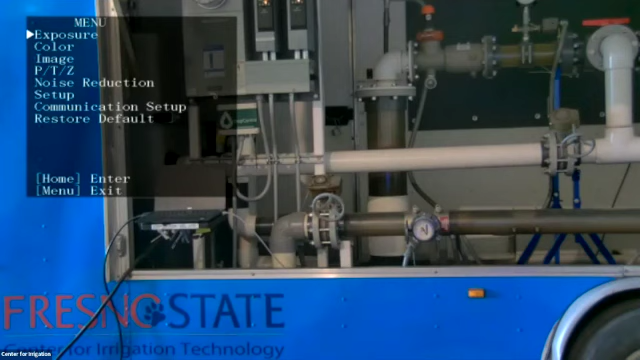 MENU
▶Exposure
Color
Image
P/T/Z
Noise Reduction
Setup
Communication Setup
Restore Default
[Home] Enter
[Menu] Exit
FRESNO STATE
Center for Irrigation Technology
Center for Irrigation